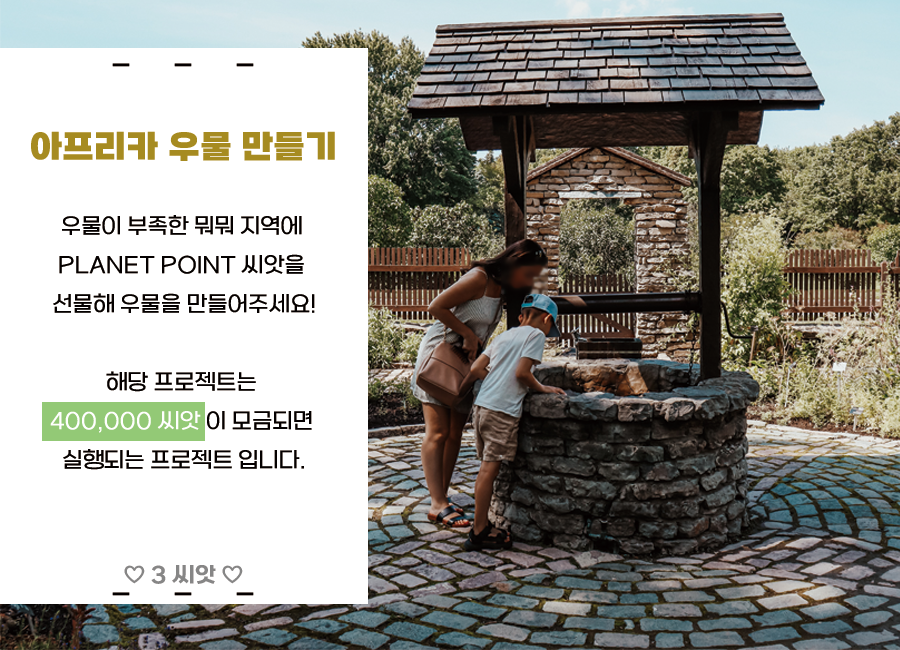 아프리카 우물 만들기
우물이 부족한 뭐뭐 지역에
PLANET POINT 씨앗을
선물해 우물을 만들어주세요!
해당 프로젝트는
400,000 씨앗이 모금되면
실행되는 프로젝트 입니다.
♡ 3 씨앗 ♡